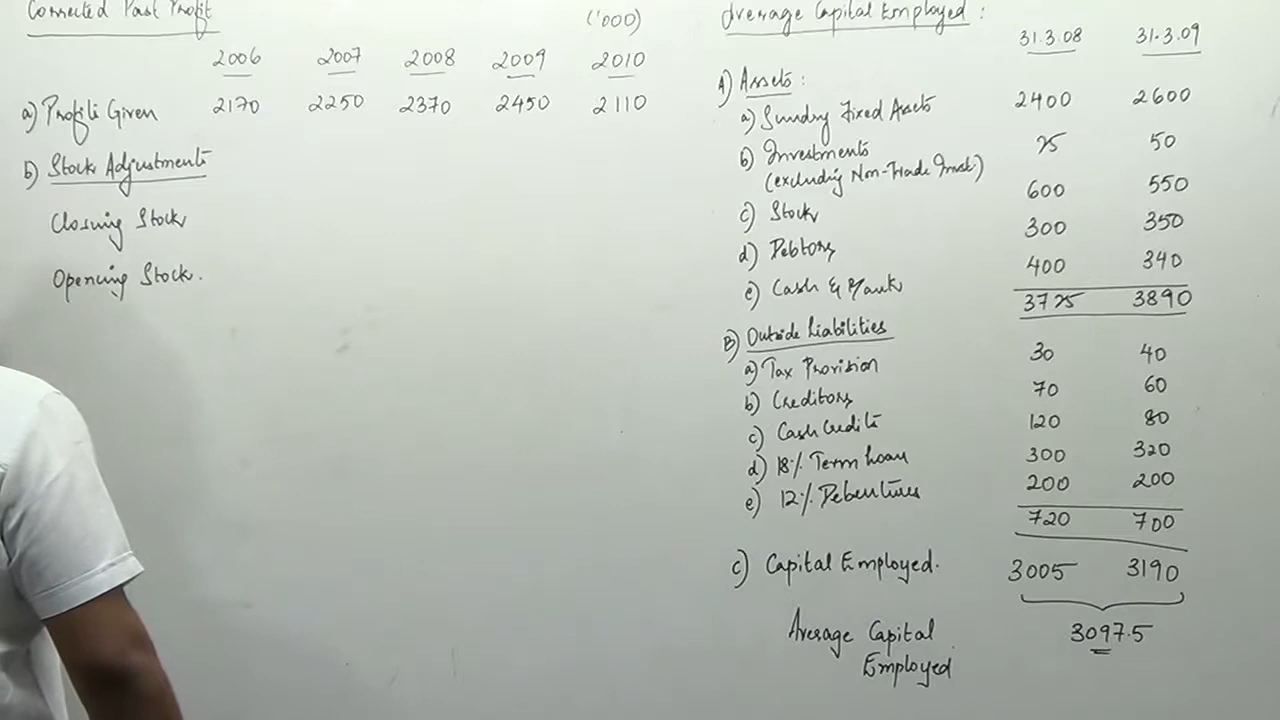 Corrected Past Profit
('000)
2006 2007 2008 2009 2010
a) Profits Given 2170 2250 2370 2450 2110
b) Stock Adjustments
Closing Stock
Opening Stock.
Average Capital Employed :
31.3.08 31.3.09
A) Assets :
a) Sundry Fixed Assets 2400 2600
b) Investments 25 50
(excluding Non-Trade Invst.)
c) Stock 600 550
d) Debtors 300 350
e) Cash & Bank 400 340
3725 3890
B) Outside Liabilities
a) Tax Provision 30 40
b) Creditors 70 60
c) Cash Credits 120 80
d) 18% Term Loan 300 320
e) 12% Debentures 200 200
720 700
C) Capital Employed. 3005 3190
Average Capital 3097.5
Employed